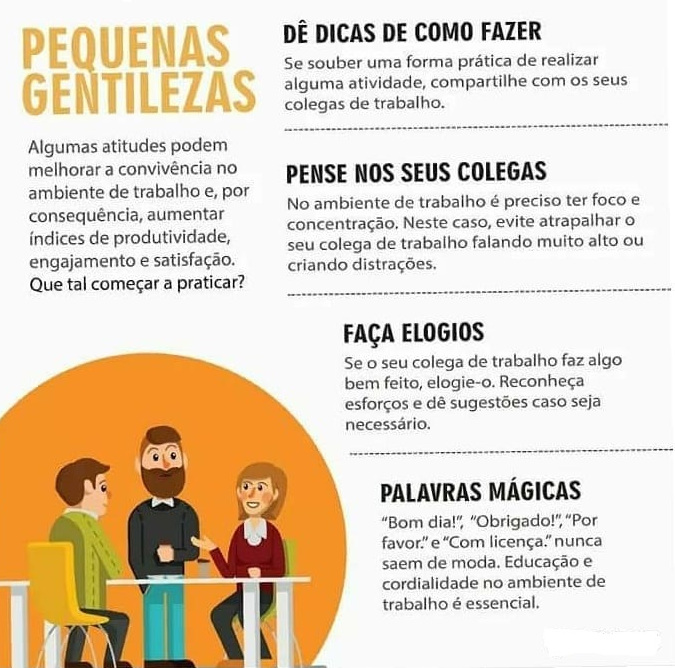 PEQUENAS
GENTILEZAS
Algumas atitudes podem
melhorar a convivência no
ambiente de trabalho e, por
consequência, aumentar
índices de produtividade,
engajamento e satisfação.
Que tal começar a praticar?
DÊ DICAS DE COMO FAZER
Se souber uma forma prática de realizar
alguma atividade, compartilhe com os seus
colegas de trabalho.
PENSE NOS SEUS COLEGAS
No ambiente de trabalho é preciso ter foco e
concentração. Neste caso, evite atrapalhar o
seu colega de trabalho falando muito alto ou
criando distrações.
FAÇA ELOGIOS
Se o seu colega de trabalho faz algo
bem feito, elogie-o. Reconheça
esforços e dê sugestões caso seja
necessário.
PALAVRAS MÁGICAS
“Bom dia!”, “Obrigado!”, “Por
favor.” e “Com licença.” nunca
saem de moda. Educação e
cordialidade no ambiente de
trabalho é essencial.